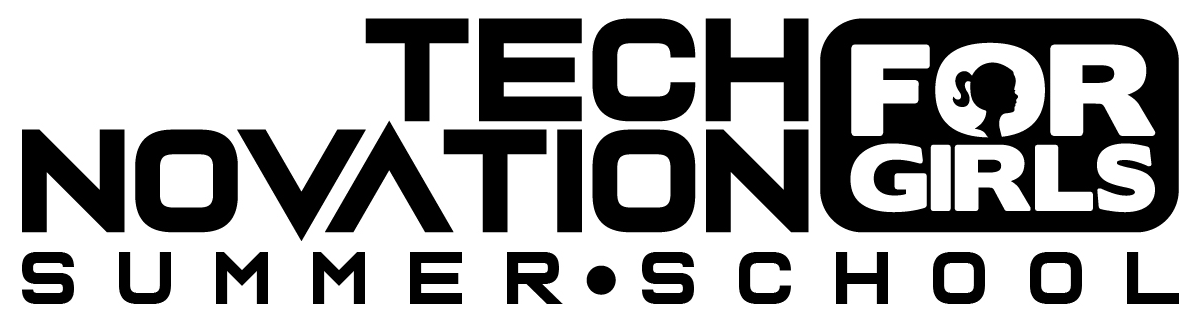 TECH
NOVATION
FOR
GIRLS
SUMMER•SCHOOL